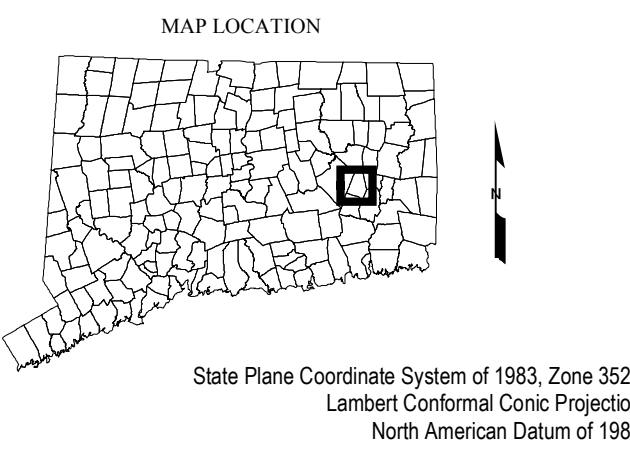 MAP LOCATION
N
State Plane Coordinate System of 1983, Zone 352
Lambert Conformal Conic Projectio
North American Datum of 198